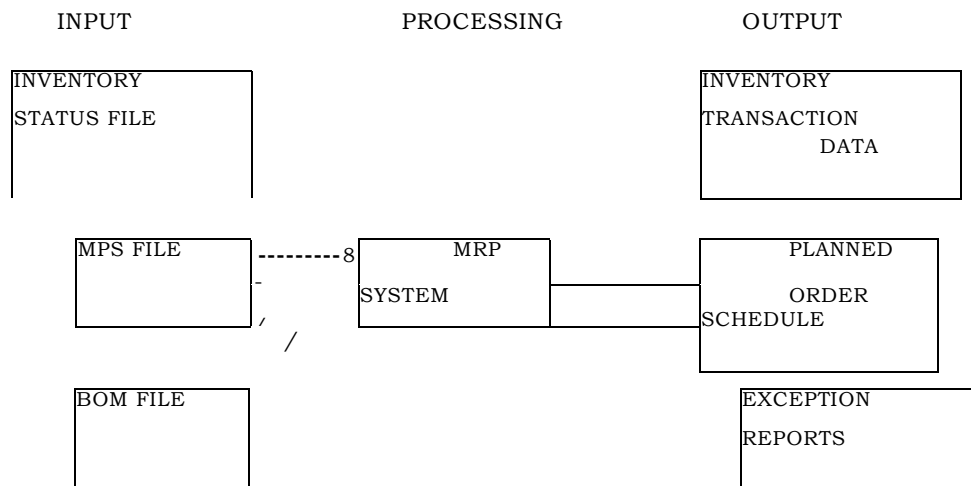 INPUT PROCESSING OUTPUT
INVENTORY
STATUS FILE
INVENTORY
TRANSACTION
DATA
MPS FILE
---------8
-
/
/
MRP
SYSTEM
PLANNED
ORDER
SCHEDULE
BOM FILE
EXCEPTION
REPORTS